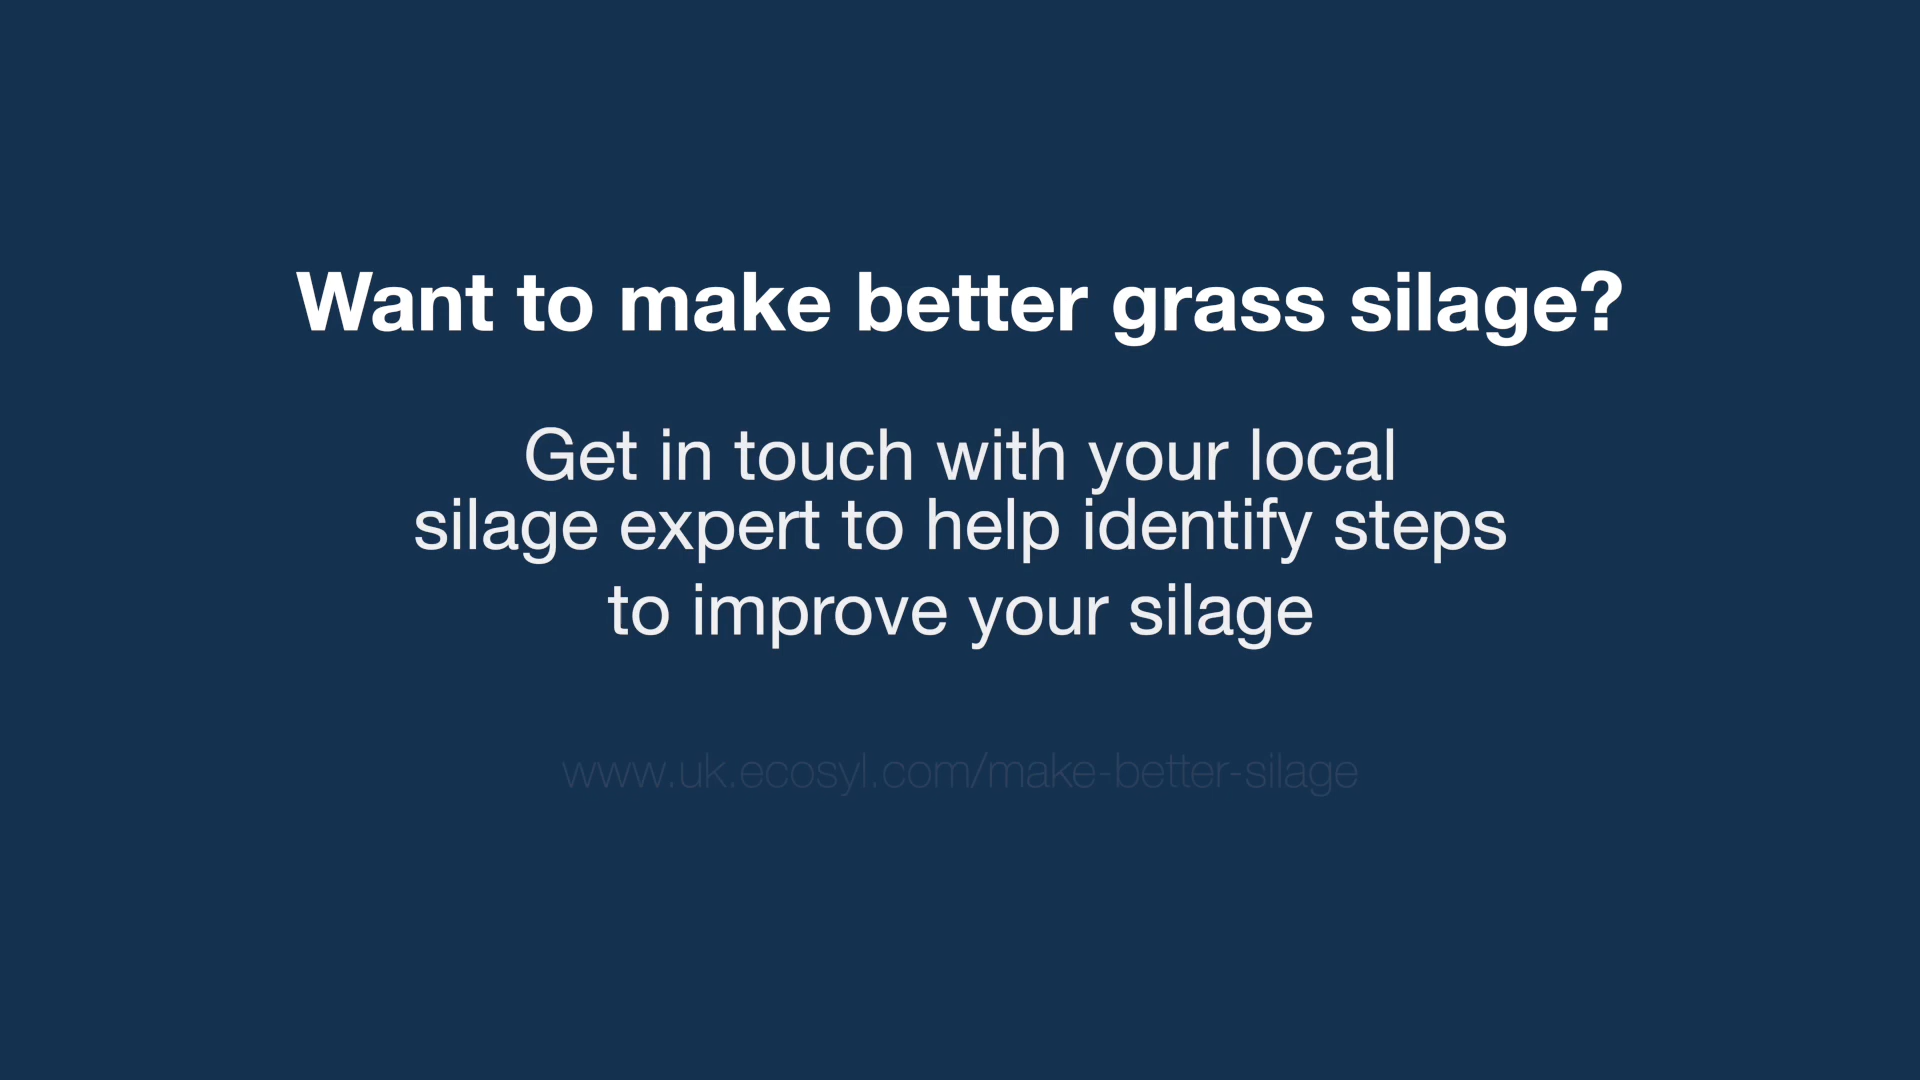 Want to make better grass silage?
Get in touch with your local
silage expert to help identify steps
to improve your silage
www.uk.ecosyl.com/make-better-silage